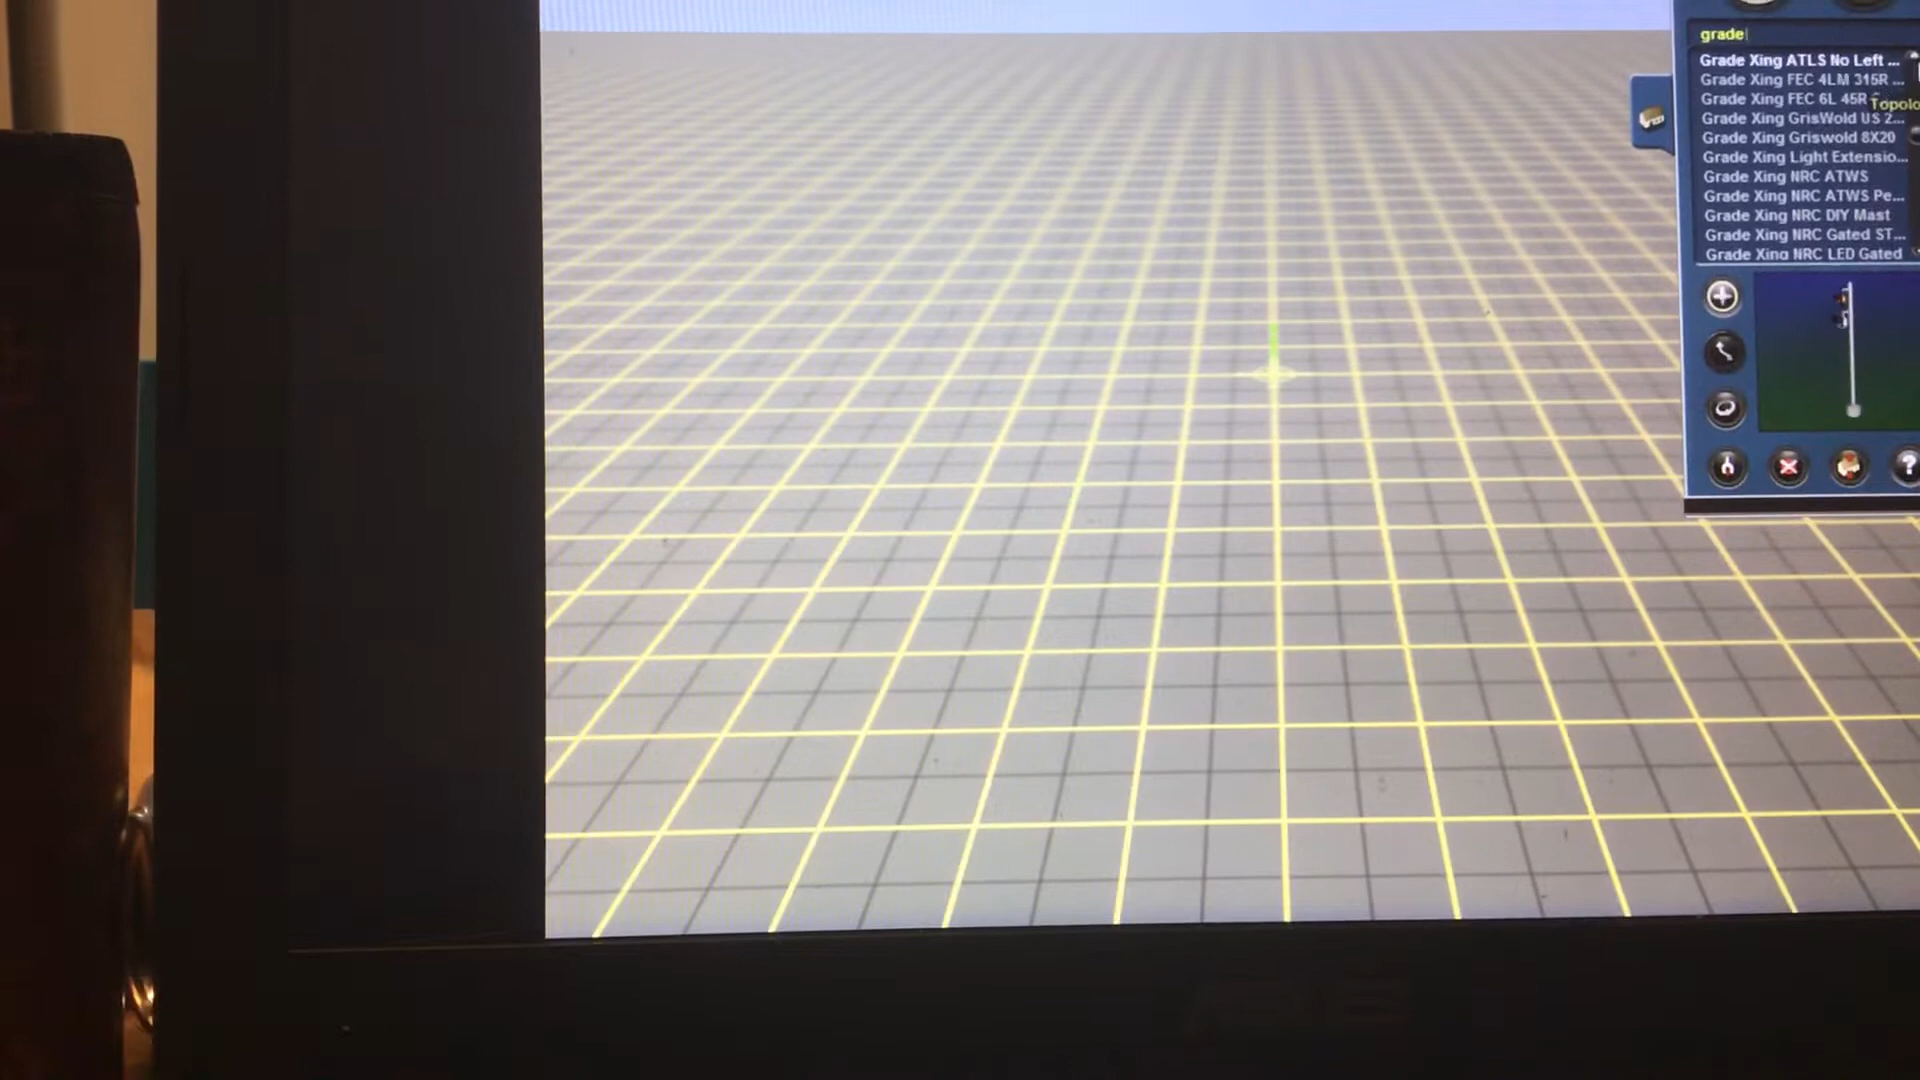 grade
Grade Xing ATLS No Left ...
Grade Xing FEC 4LM 315R ...
Grade Xing FEC 6L 45R
Topolo
Grade Xing GrisWold US 2...
Grade Xing Griswold 8X20
Grade Xing Light Extensio...
Grade Xing NRC ATWS
Grade Xing NRC ATWS Pe...
Grade Xing NRC DIY Mast
Grade Xing NRC Gated ST...
Grade Xing NRC LED Gated
?